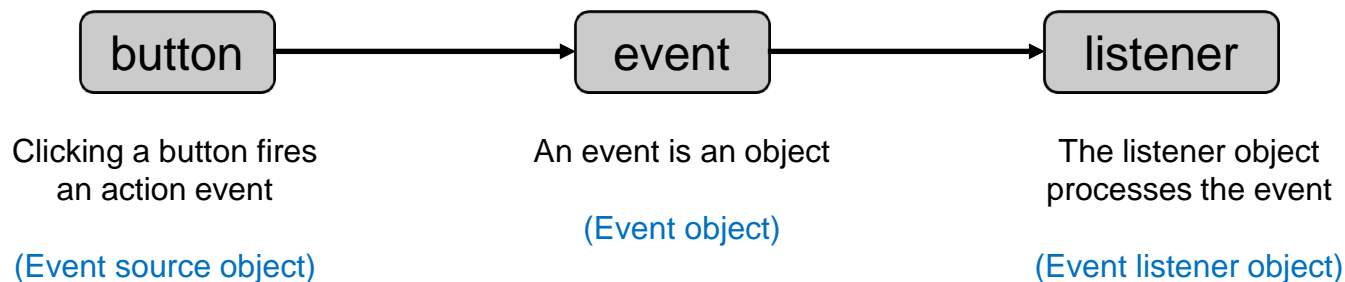 button
event
listener
Clicking a button fires
an action event
(Event source object)
An event is an object
(Event object)
The listener object
processes the event
(Event listener object)